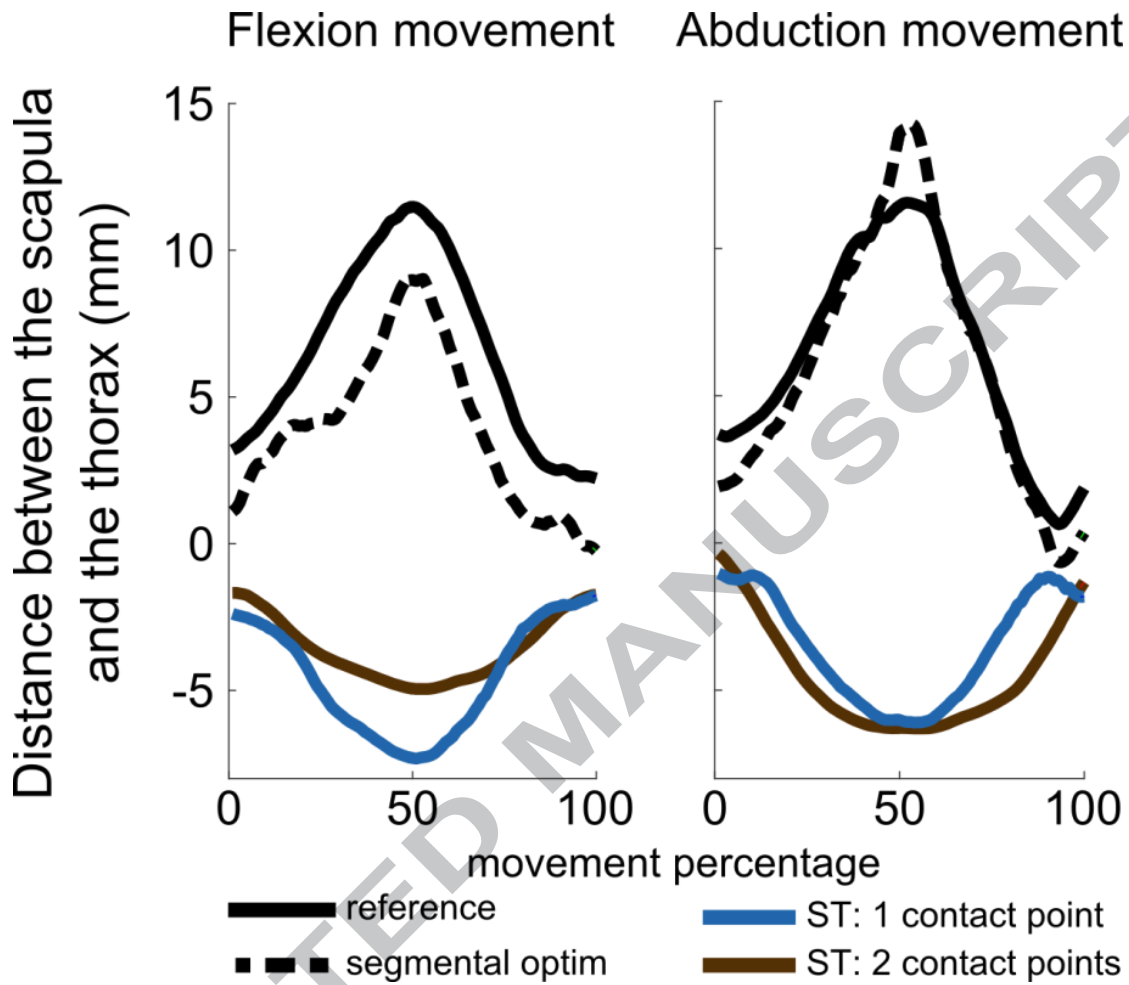 Flexion movement
Abduction movement
Distance between the scapula
and the thorax (mm)
15
10
5
0
-5
0
50
100
0
50
100
movement percentage
reference
segmental optim
ST: 1 contact point
ST: 2 contact points
TED MANUSCRIPT